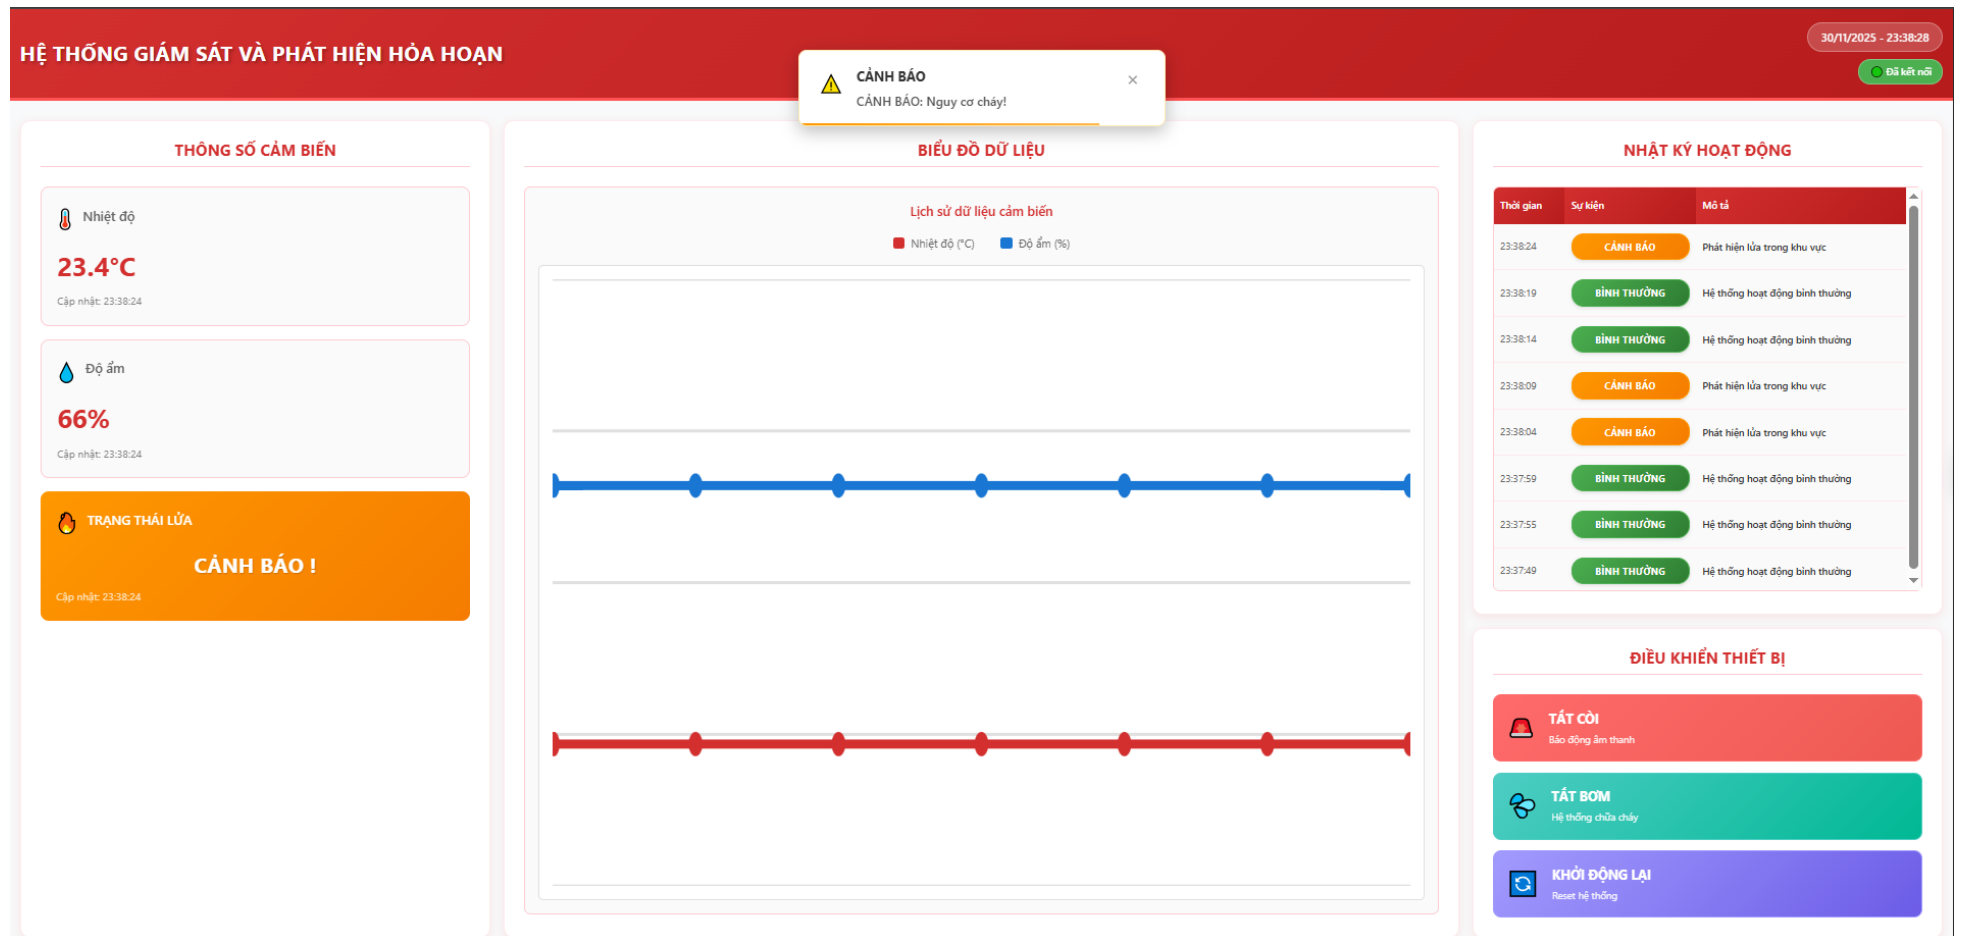 HỆ THỐNG GIÁM SÁT VÀ PHÁT HIỆN HỎA HOẠN
30/11/2025 - 23:38:28
Đã kết nối
CẢNH BÁO
CẢNH BÁO: Nguy cơ cháy!
×
THÔNG SỐ CẢM BIẾN
Nhiệt độ
23.4°C
Cập nhật: 23:38:24
Độ ẩm
66%
Cập nhật: 23:38:24
TRẠNG THÁI LỬA
CẢNH BÁO !
Cập nhật: 23:38:24
BIỂU ĐỒ DỮ LIỆU
Lịch sử dữ liệu cảm biến
Nhiệt độ (°C) Độ ẩm (%)
NHẬT KÝ HOẠT ĐỘNG
Thời gian Sự kiện Mô tả
23:38:24 CẢNH BÁO Phát hiện lửa trong khu vực
23:38:19 BÌNH THƯỜNG Hệ thống hoạt động bình thường
23:38:14 BÌNH THƯỜNG Hệ thống hoạt động bình thường
23:38:09 CẢNH BÁO Phát hiện lửa trong khu vực
23:38:04 CẢNH BÁO Phát hiện lửa trong khu vực
23:37:59 BÌNH THƯỜNG Hệ thống hoạt động bình thường
23:37:55 BÌNH THƯỜNG Hệ thống hoạt động bình thường
23:37:49 BÌNH THƯỜNG Hệ thống hoạt động bình thường
ĐIỀU KHIỂN THIẾT BỊ
TẮT CÒI
Báo động âm thanh
TẮT BƠM
Hệ thống chữa cháy
KHỞI ĐỘNG LẠI
Reset hệ thống